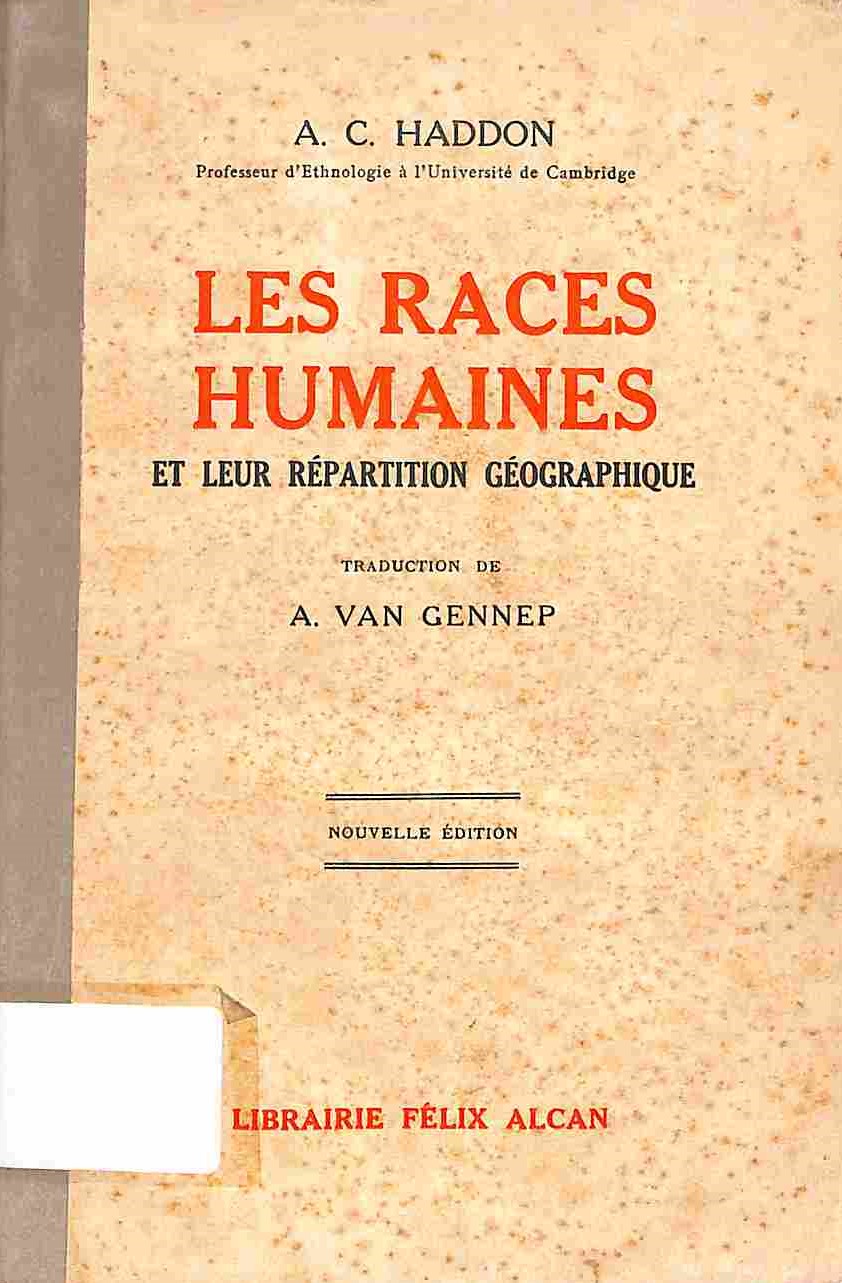 A. C. HADDON
Professeur d'Ethnologie à l'Université de Cambridge
LES RACES
HUMAINES
ET LEUR RÉPARTITION GÉOGRAPHIQUE
TRADUCTION DE
A. VAN GENNEP
NOUVELLE ÉDITION
LIBRAIRIE FÉLIX ALCAN